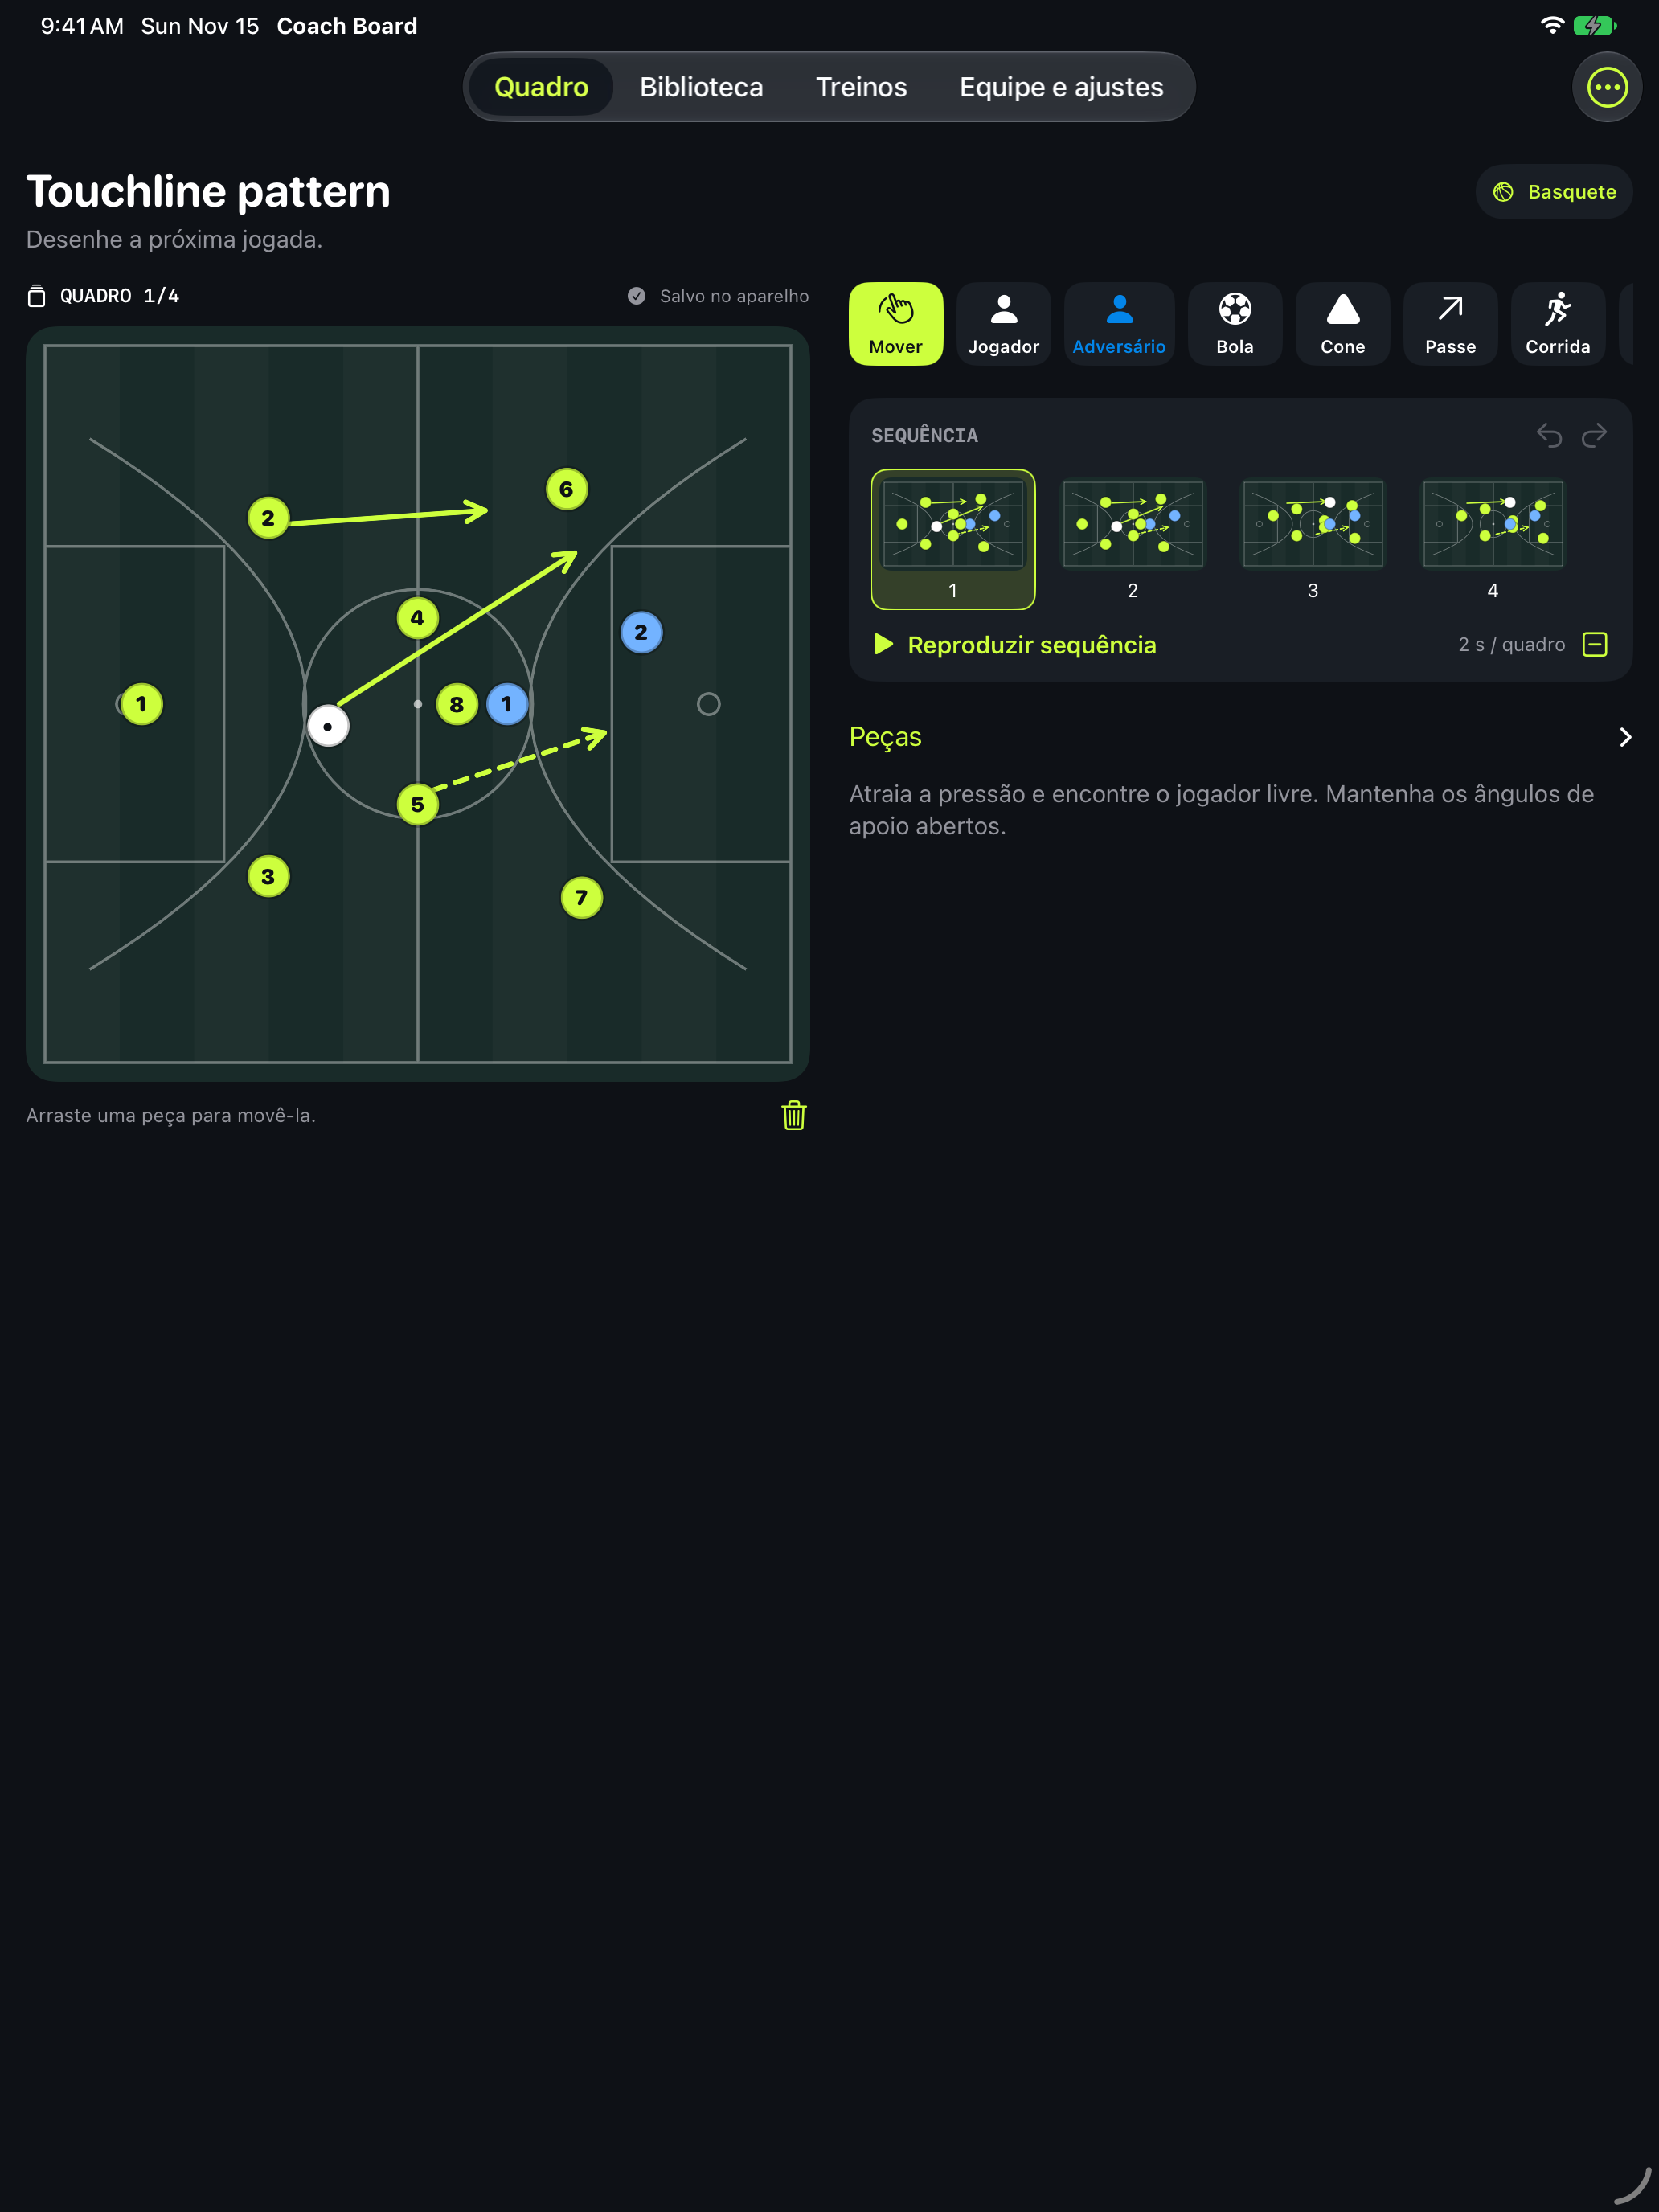 9:41 AM Sun Nov 15 Coach Board
Quadro Biblioteca Treinos Equipe e ajustes
Touchline pattern
Basquete
Desenhe a próxima jogada.
QUADRO 1/4
Salvo no aparelho
2
6
4
2
1
8
1
5
3
7
Arraste uma peça para movê-la.
Mover Jogador Adversário Bola Cone Passe Corrida
SEQUÊNCIA
1 2 3 4
Reproduzir sequência
2 s / quadro
Peças
Atraia a pressão e encontre o jogador livre. Mantenha os ângulos de
apoio abertos.